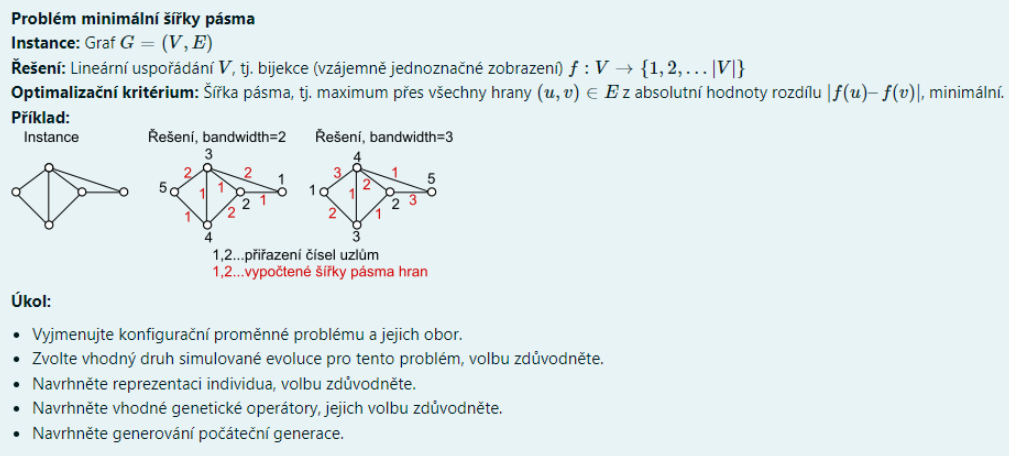 Problém minimální šířky pásma
Instance: Graf G = (V, E)
Řešení: Lineární uspořádání V, tj. bijekce (vzájemně jednoznačné zobrazení) f : V → {1, 2, … |V|}
Optimalizační kritérium: Šířka pásma, tj. maximum přes všechny hrany (u, v) ∈ E z absolutní hodnoty rozdílu |f(u)– f(v)|, minimální.
Příklad:
Instance Řešení, bandwidth=2 Řešení, bandwidth=3
3 4
2 2 3 1
5 1 1 1 1 1 2 5
1 2 2 1 2 1 2 3
4 3
1,2...přiřazení čísel uzlům
1,2...vypočtené šířky pásma hran
Úkol:
• Vyjmenujte konfigurační proměnné problému a jejich obor.
• Zvolte vhodný druh simulované evoluce pro tento problém, volbu zdůvodněte.
• Navrhněte reprezentaci individua, volbu zdůvodněte.
• Navrhněte vhodné genetické operátory, jejich volbu zdůvodněte.
• Navrhněte generování počáteční generace.